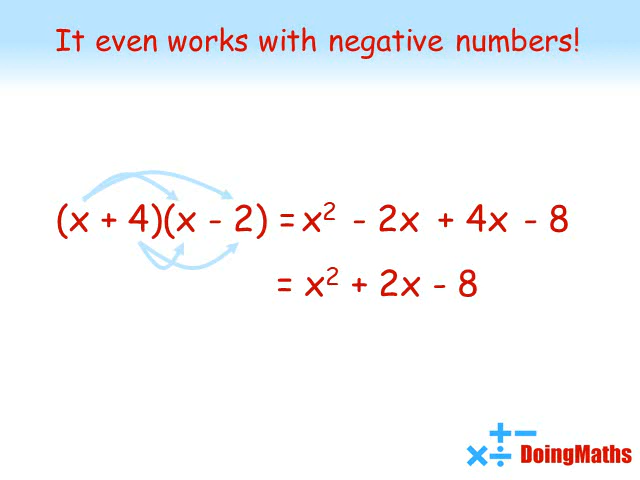 It even works with negative numbers!
(x + 4)(x - 2) = x² - 2x + 4x - 8
= x² + 2x - 8
+ −
× ÷ DoingMaths